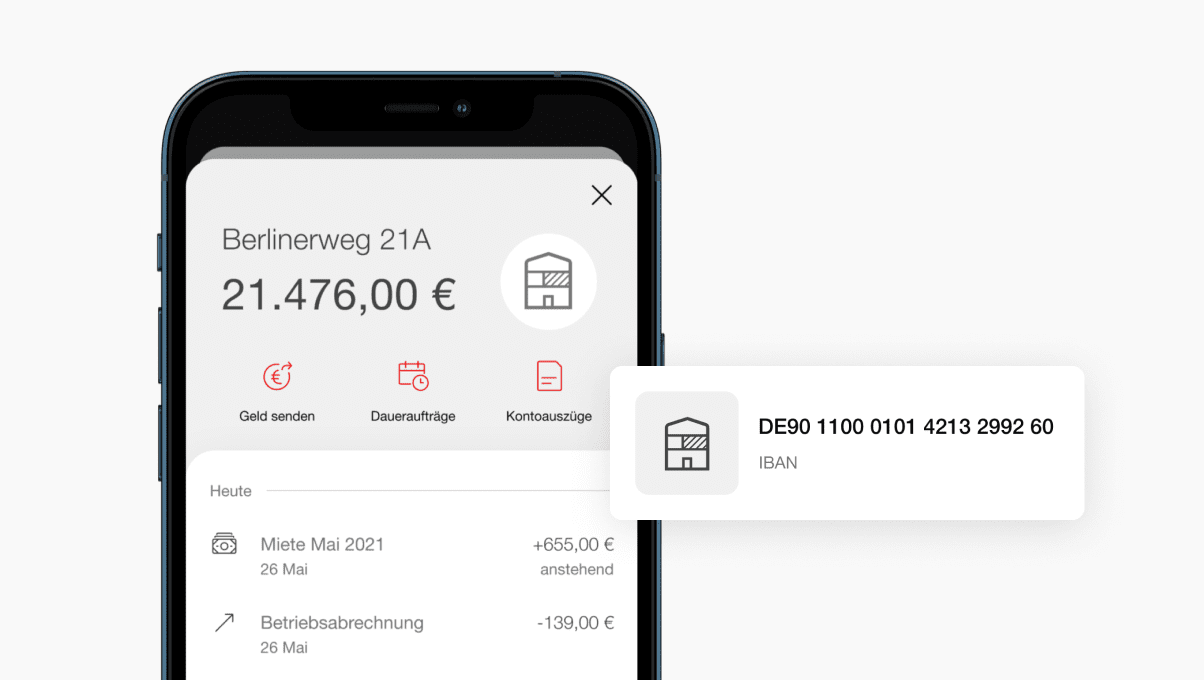 Berlinerweg 21A
21.476,00 €
Geld senden
Daueraufträge
Kontoauszüge
DE90 1100 0101 4213 2992 60
IBAN
Heute
Miete Mai 2021
+655,00 €
26 Mai
anstehend
Betriebsabrechnung
-139,00 €
26 Mai